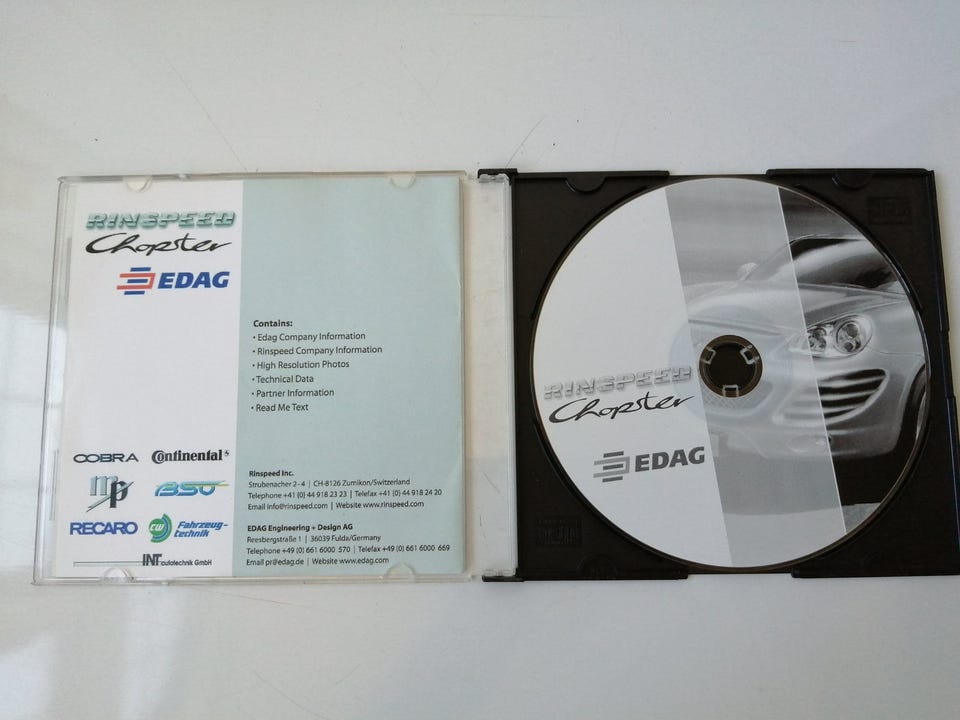 RINSPEED
Chopster
EDAG
Contains:
• Edag Company Information
• Rinspeed Company Information
• High Resolution Photos
• Technical Data
• Partner Information
• Read Me Text
COBRA Continental
mp BSU
RECARO CW Fahrzeug-
technik
INT autotechnik GmbH
Rinspeed Inc.
Strubenacher 2-4 | CH-8126 Zumikon/Switzerland
Telephone +41 (0) 44 918 23 23 | Telefax +41 (0) 44 918 24 20
Email info@rinspeed.com | Website www.rinspeed.com
EDAG Engineering + Design AG
Reesbergstraße 1 | 36039 Fulda/Germany
Telephone +49 (0) 661 6000 570 | Telefax +49 (0) 661 6000 669
Email pr@edag.de | Website www.edag.com
RINSPEED
Chopster
EDAG